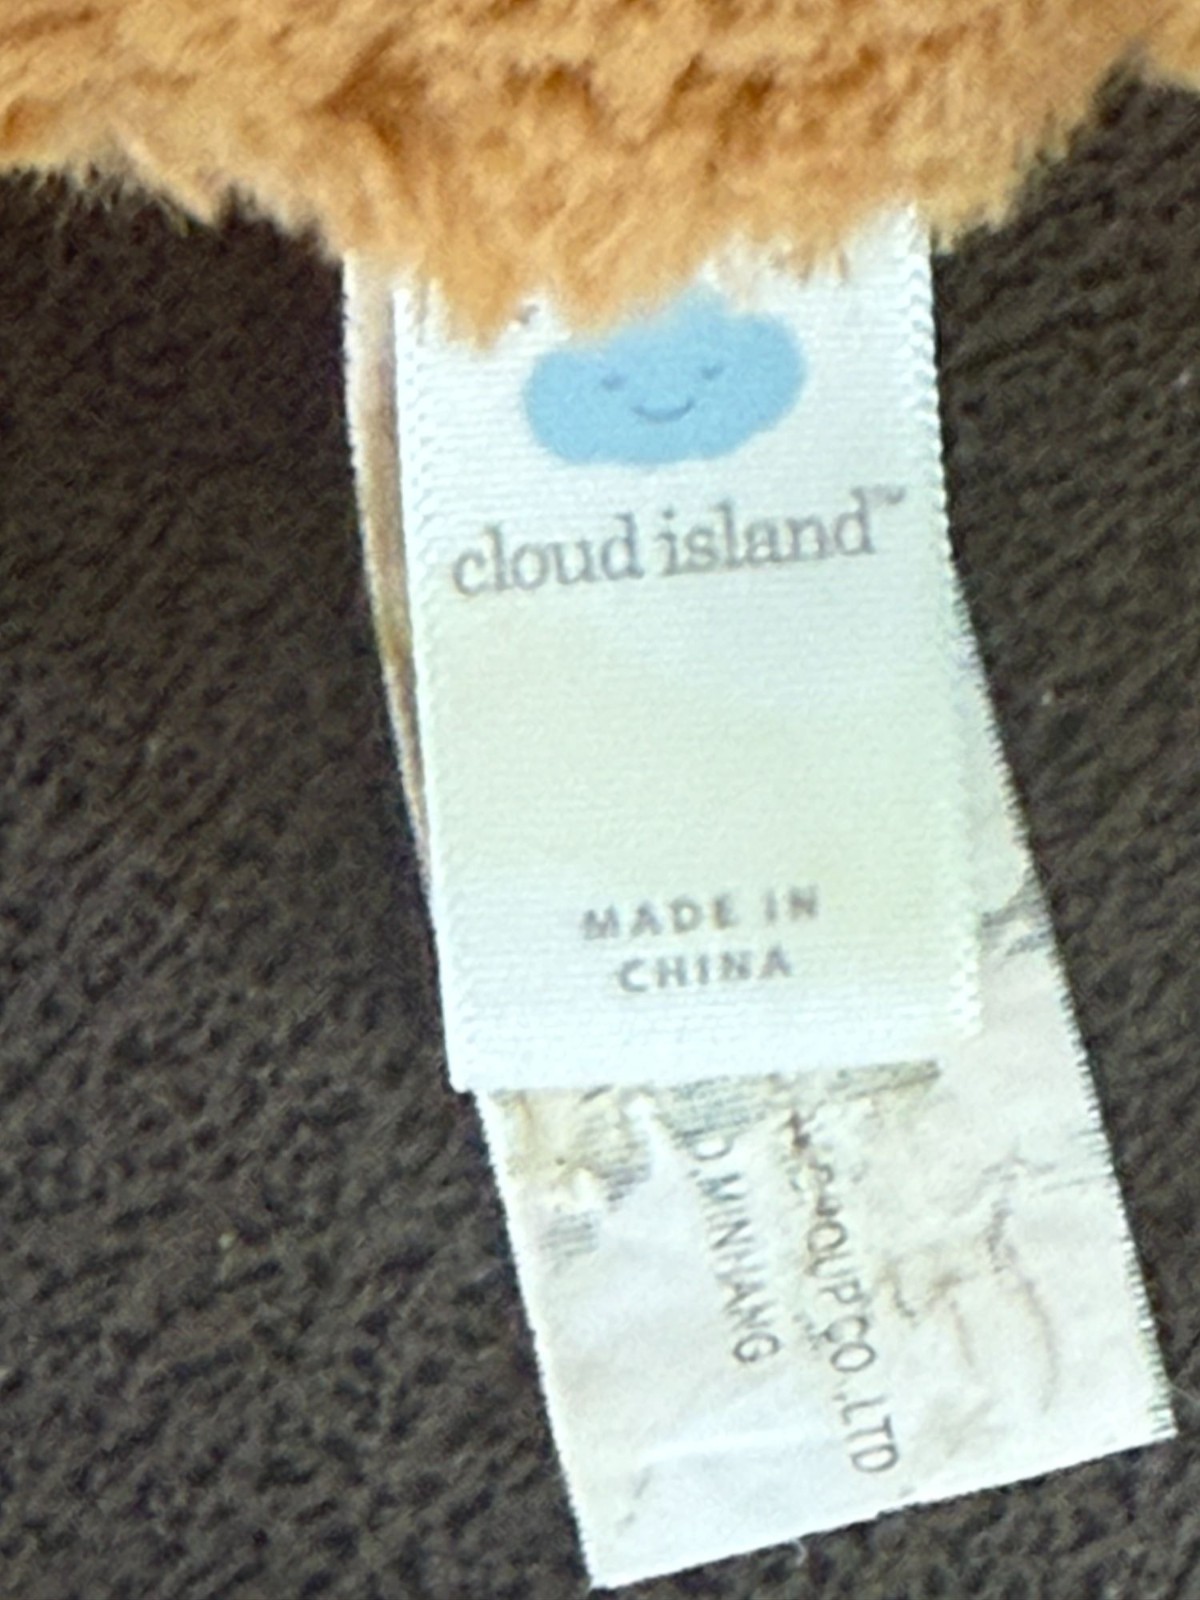 cloud island™
MADE IN
CHINA
CO.,LTD
MINHANG